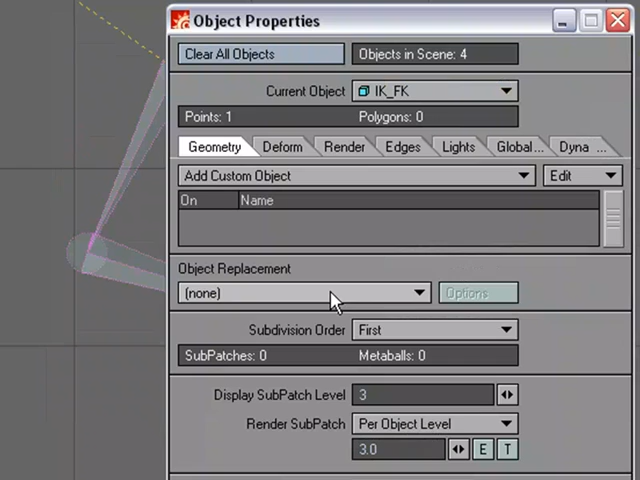 Object Properties
Clear All Objects
Objects in Scene: 4
Current Object
IK_FK
Points: 1
Polygons: 0
Geometry
Deform
Render
Edges
Lights
Global...
Dyna ...
Add Custom Object
Edit
On
Name
Object Replacement
(none)
Options
Subdivision Order
First
SubPatches: 0
Metaballs: 0
Display SubPatch Level
3
Render SubPatch
Per Object Level
3.0
E
T